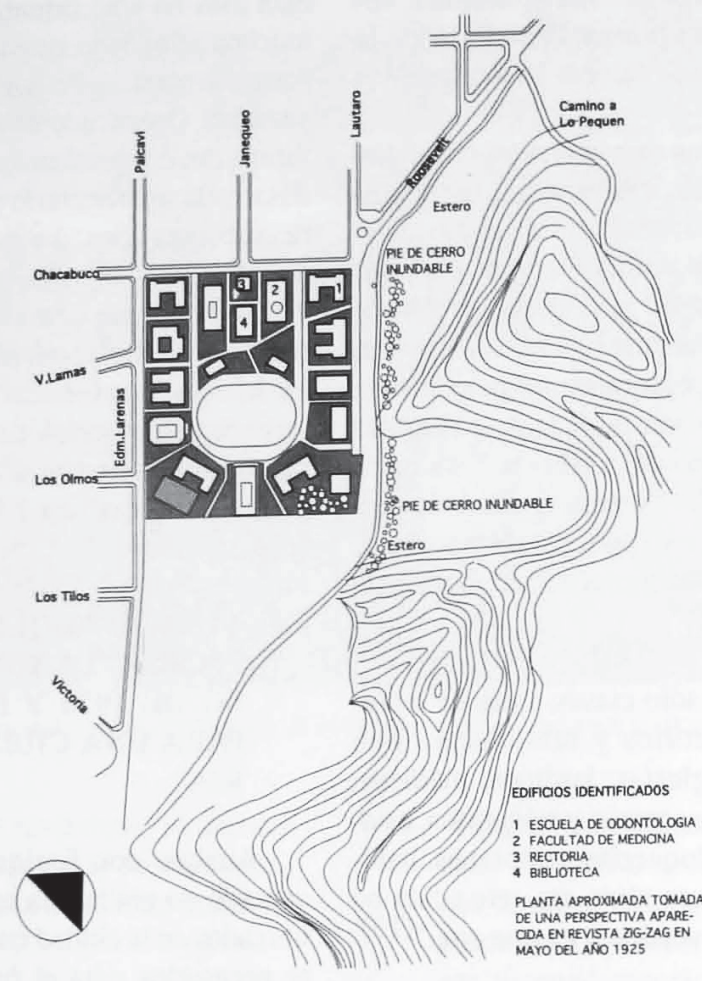 Camino a
Lo Pequen
Lautaro
Janequeo
Paicavi
Roosevelt
Estero
PIE DE CERRO
INUNDABLE
Chacabuco
3
2
1
4
V.Lamas
Edm.Larenas
Los Olmos
PIE DE CERRO INUNDABLE
Estero
Los Tilos
Victoria
EDIFICIOS IDENTIFICADOS
1 ESCUELA DE ODONTOLOGIA
2 FACULTAD DE MEDICINA
3 RECTORIA
4 BIBLIOTECA
PLANTA APROXIMADA TOMADA
DE UNA PERSPECTIVA APARE-
CIDA EN REVISTA ZIG-ZAG EN
MAYO DEL AÑO 1925